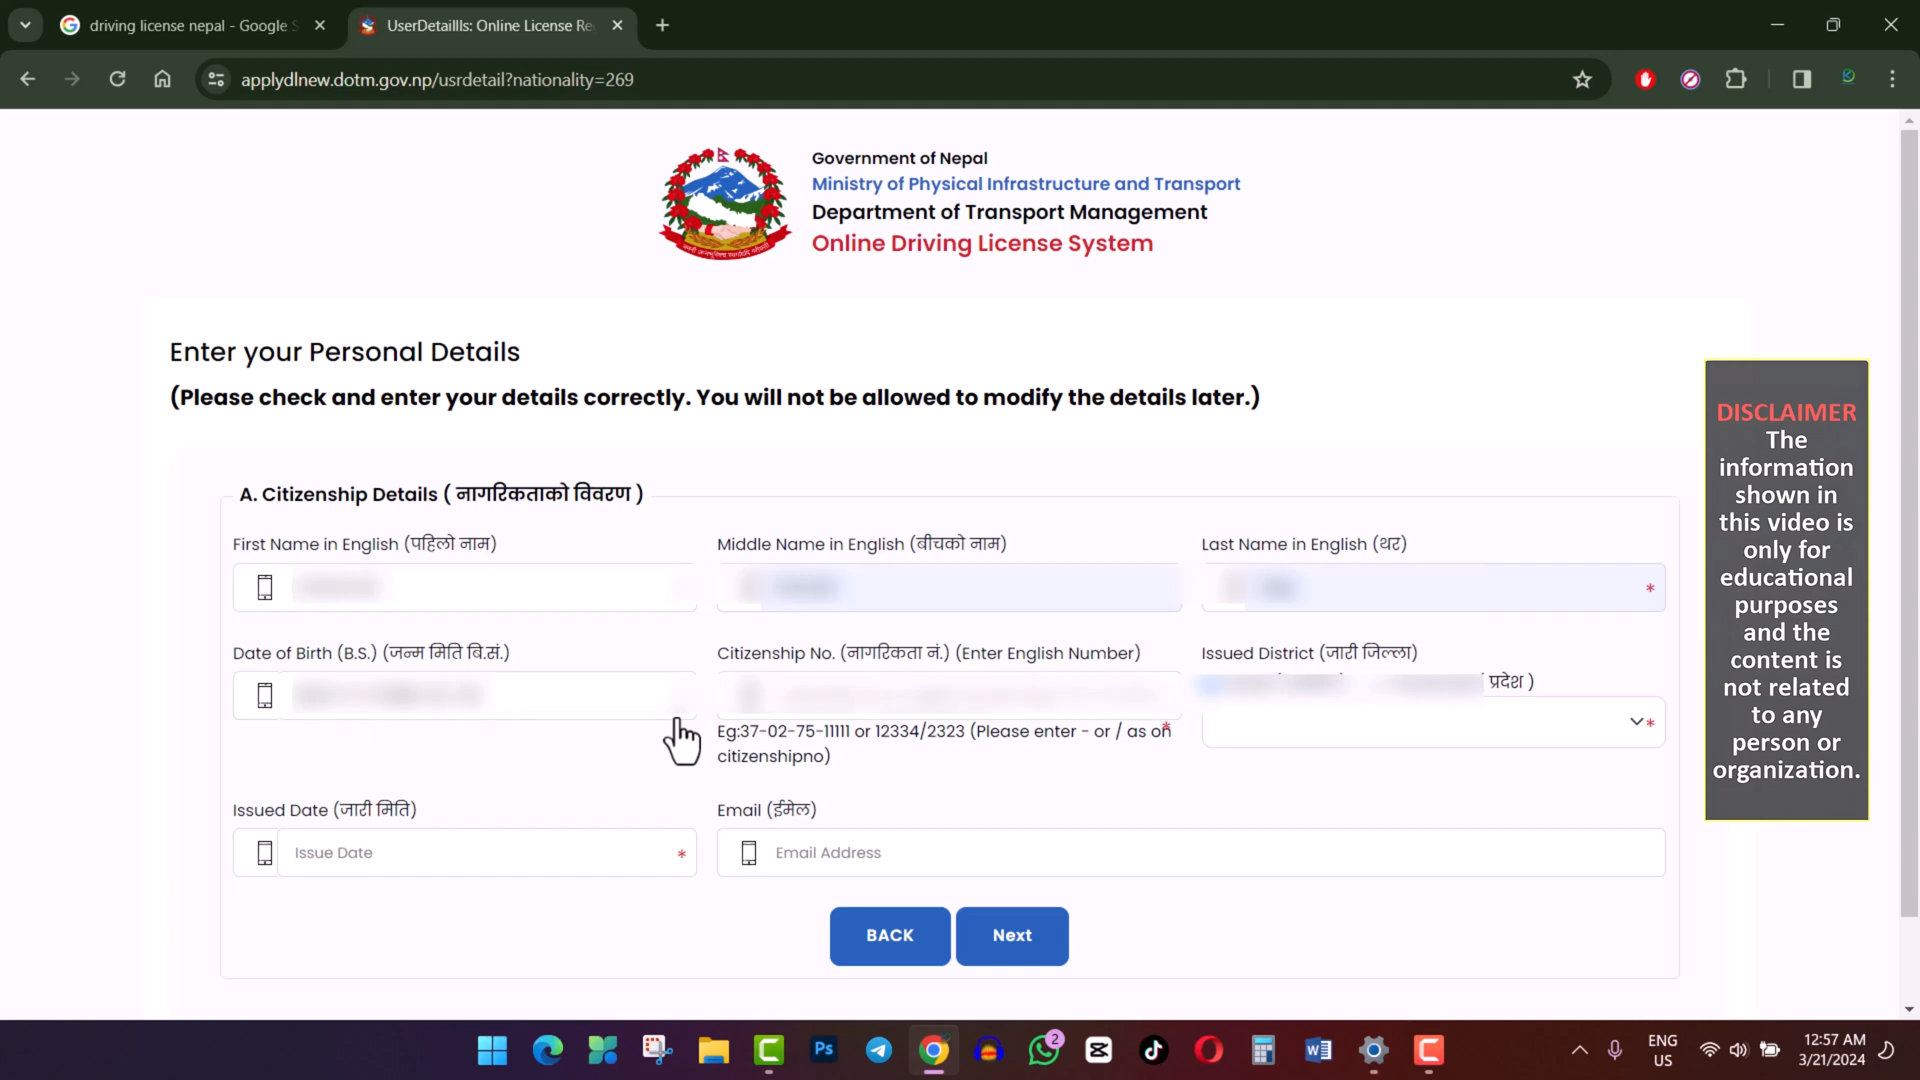 driving license nepal - Google S
UserDetaillls: Online License Re
applydlnew.dotm.gov.np/usrdetail?nationality=269
Government of Nepal
Ministry of Physical Infrastructure and Transport
Department of Transport Management
Online Driving License System
Enter your Personal Details
(Please check and enter your details correctly. You will not be allowed to modify the details later.)
A. Citizenship Details ( नागरिकताको विवरण )
First Name in English (पहिलो नाम)
Middle Name in English (बीचको नाम)
Last Name in English (थर)
*
Date of Birth (B.S.) (जन्म मिति बि.सं.)
Citizenship No. (नागरिकता नं.) (Enter English Number)
Issued District (जारी जिल्ला)
प्रदेश )
*
*
Eg:37-02-75-11111 or 12334/2323 (Please enter - or / as on
citizenshipno)
Issued Date (जारी मिति)
Email (ईमेल)
Issue Date
*
Email Address
BACK
Next
DISCLAIMER
The
information
shown in
this video is
only for
educational
purposes
and the
content is
not related
to any
person or
organization.
Ps
2
ENG
US
12:57 AM
3/21/2024